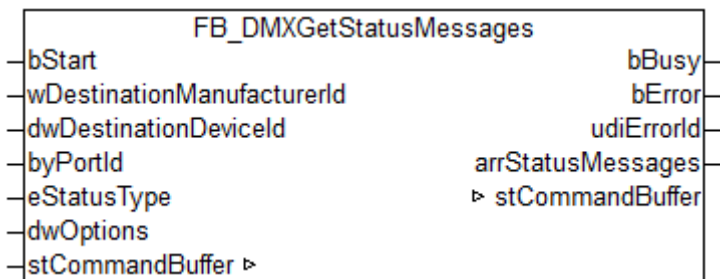 FB_DMXGetStatusMessages
bStart bBusy
wDestinationManufacturerId bError
dwDestinationDeviceId udiErrorId
byPortId arrStatusMessages
eStatusType ▹ stCommandBuffer
dwOptions
stCommandBuffer ▹